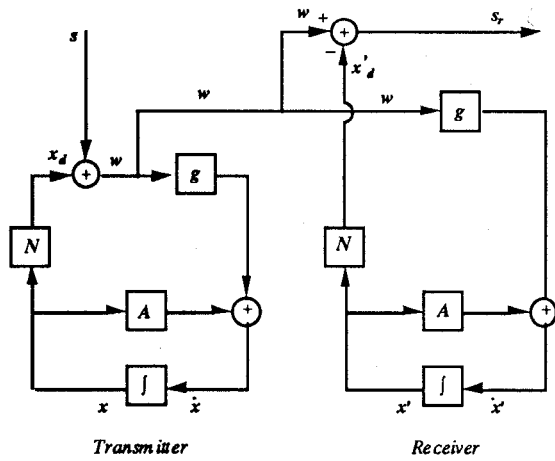 s
w
+
+
s_r
−
x'_d
w
w
g
x_d
w
+
g
N
N
A
+
A
+
∫
∫
x
ẋ
x'
ẋ'
Transmitter
Receiver